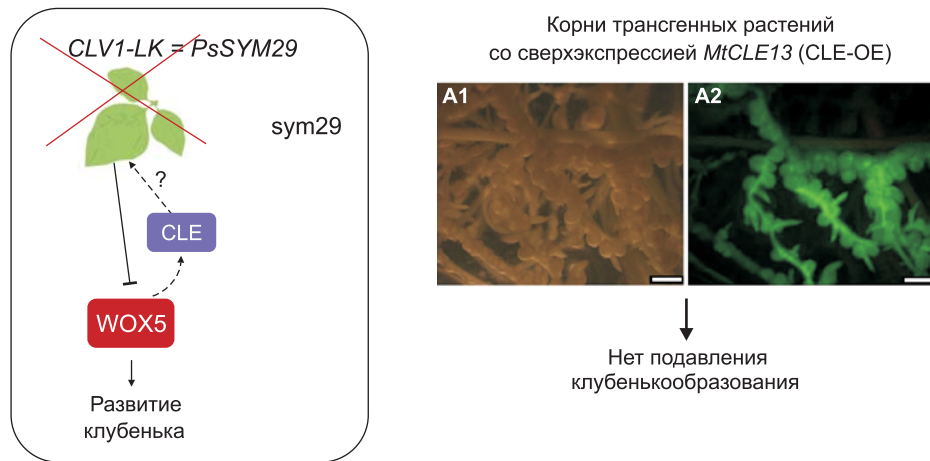 CLV1-LK = PsSYM29
sym29
?
CLE
WOX5
Развитие
клубенька
Корни трансгенных растений
со сверхэкспрессией MtCLE13 (CLE-OE)
A1
A2
Нет подавления
клубенькообразования